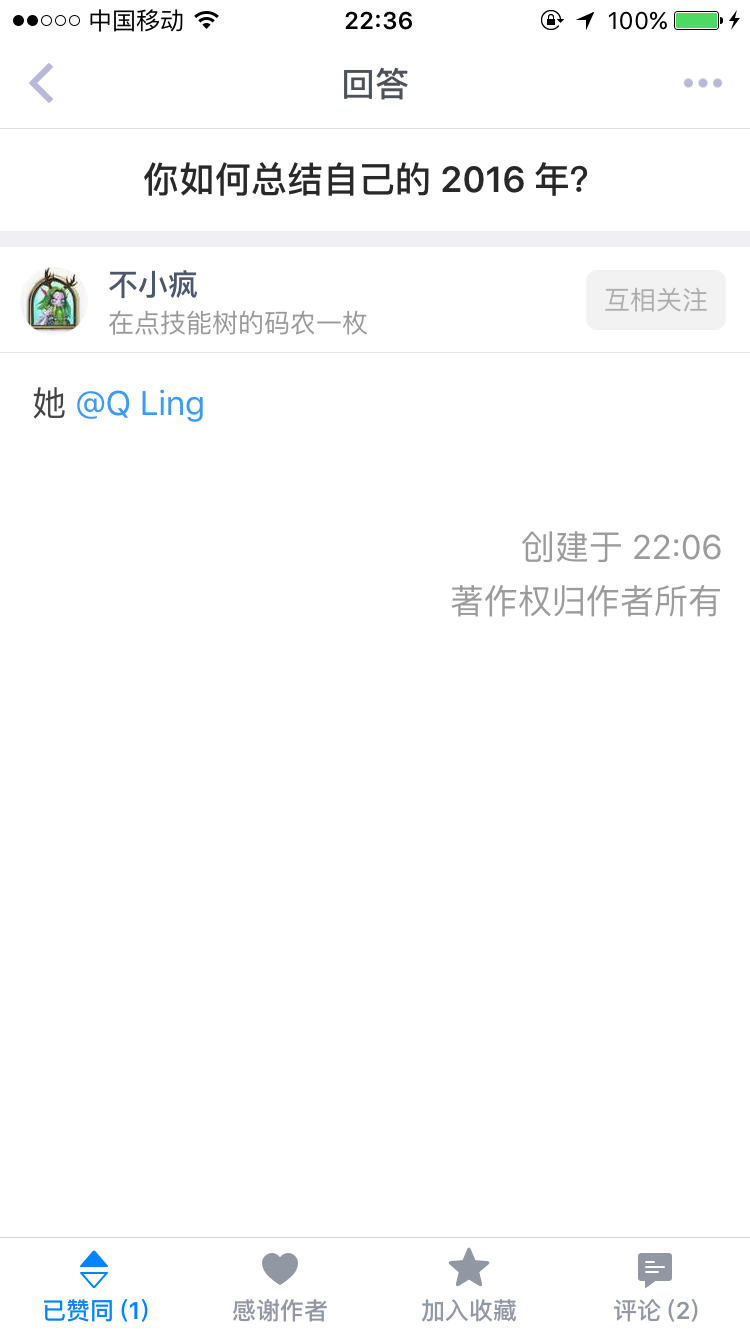 中国移动 22:36 100%
回答
你如何总结自己的 2016 年?
不小疯
在点技能树的码农一枚
互相关注
她 @Q Ling
创建于 22:06
著作权归作者所有
已赞同 (1) 感谢作者 加入收藏 评论 (2)